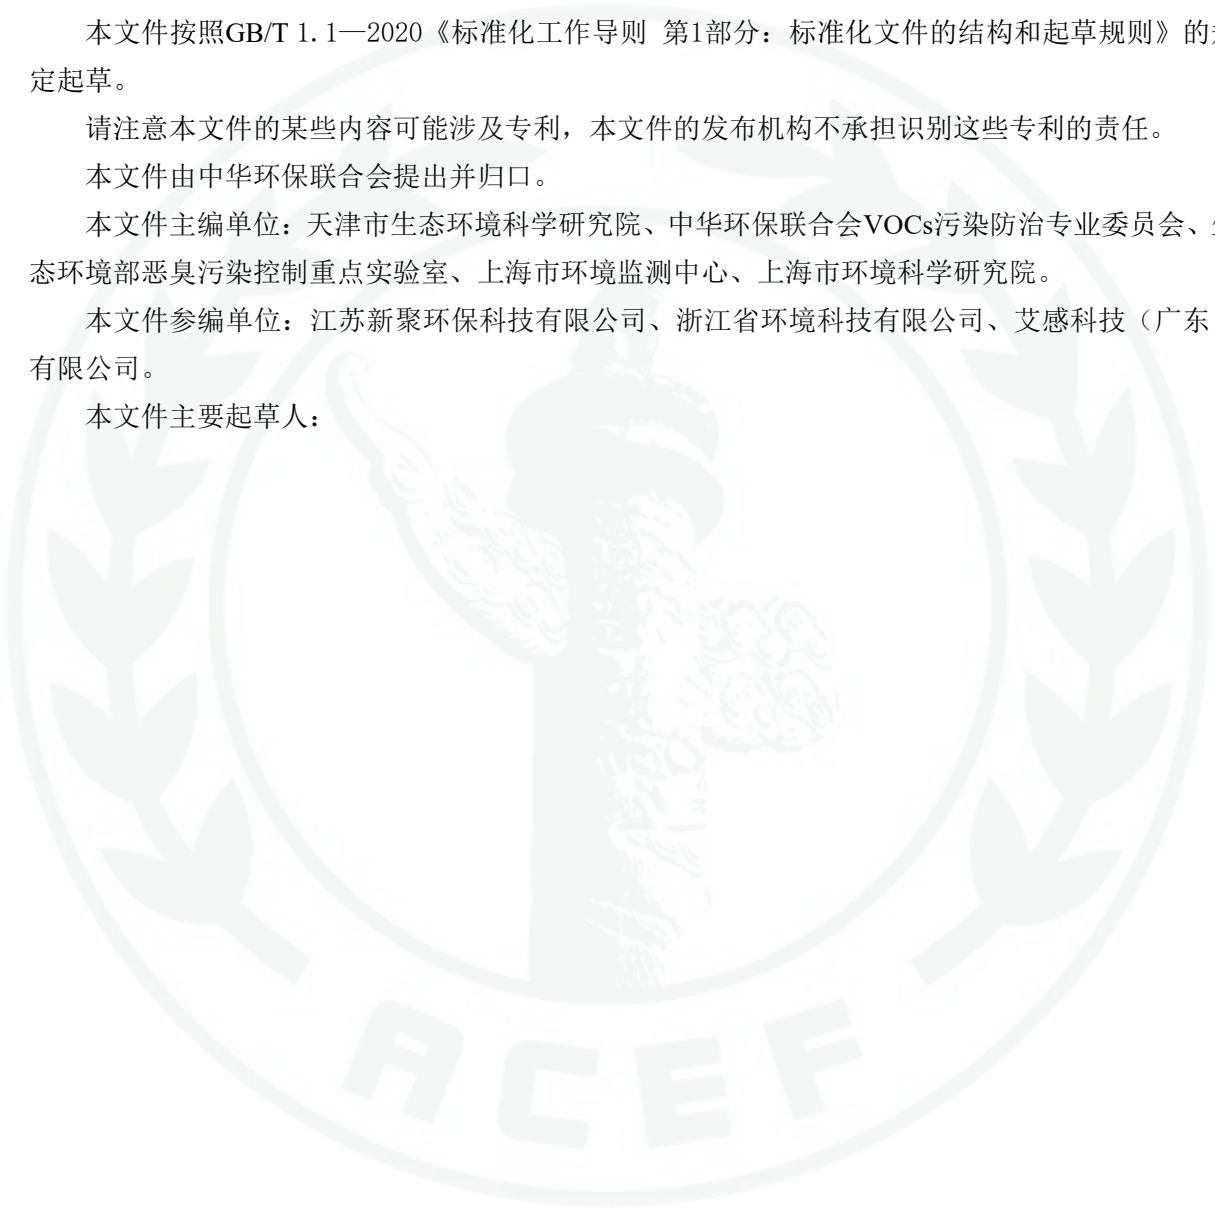 本文件按照GB/T 1.1—2020《标准化工作导则 第1部分：标准化文件的结构和起草规则》的
定起草。
请注意本文件的某些内容可能涉及专利，本文件的发布机构不承担识别这些专利的责任。
本文件由中华环保联合会提出并归口。
本文件主编单位：天津市生态环境科学研究院、中华环保联合会VOCs污染防治专业委员会、
态环境部恶臭污染控制重点实验室、上海市环境监测中心、上海市环境科学研究院。
本文件参编单位：江苏新聚环保科技有限公司、浙江省环境科技有限公司、艾感科技（广东
有限公司。
本文件主要起草人：
ACEF